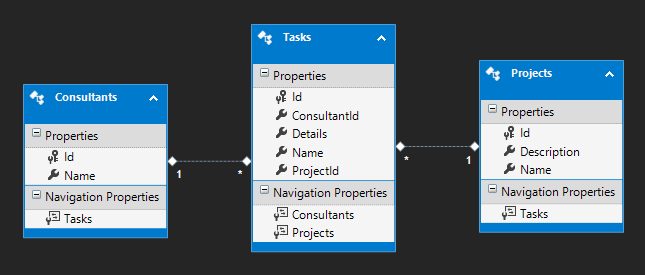 Consultants
Properties
Id
Name
Navigation Properties
Tasks
1
*
Tasks
Properties
Id
ConsultantId
Details
Name
ProjectId
Navigation Properties
Consultants
Projects
*
1
Projects
Properties
Id
Description
Name
Navigation Properties
Tasks